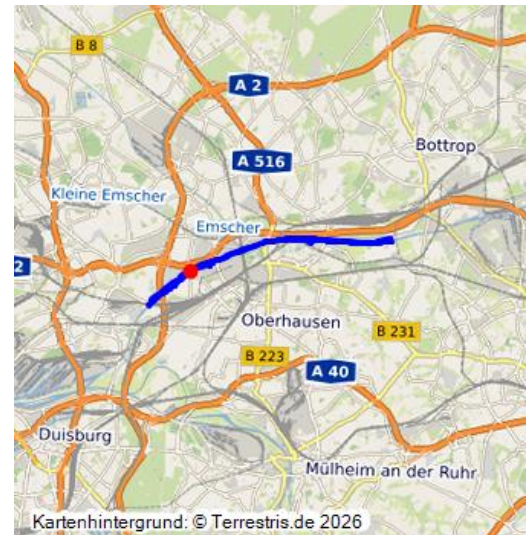 B 8
A 2
Bottrop
A 516
Kleine Emscher
Emscher
2
Oberhausen
B 231
B 223
A 40
Duisburg
Mülheim an der Ruhr
Kartenhintergrund: © Terrestris.de 2026